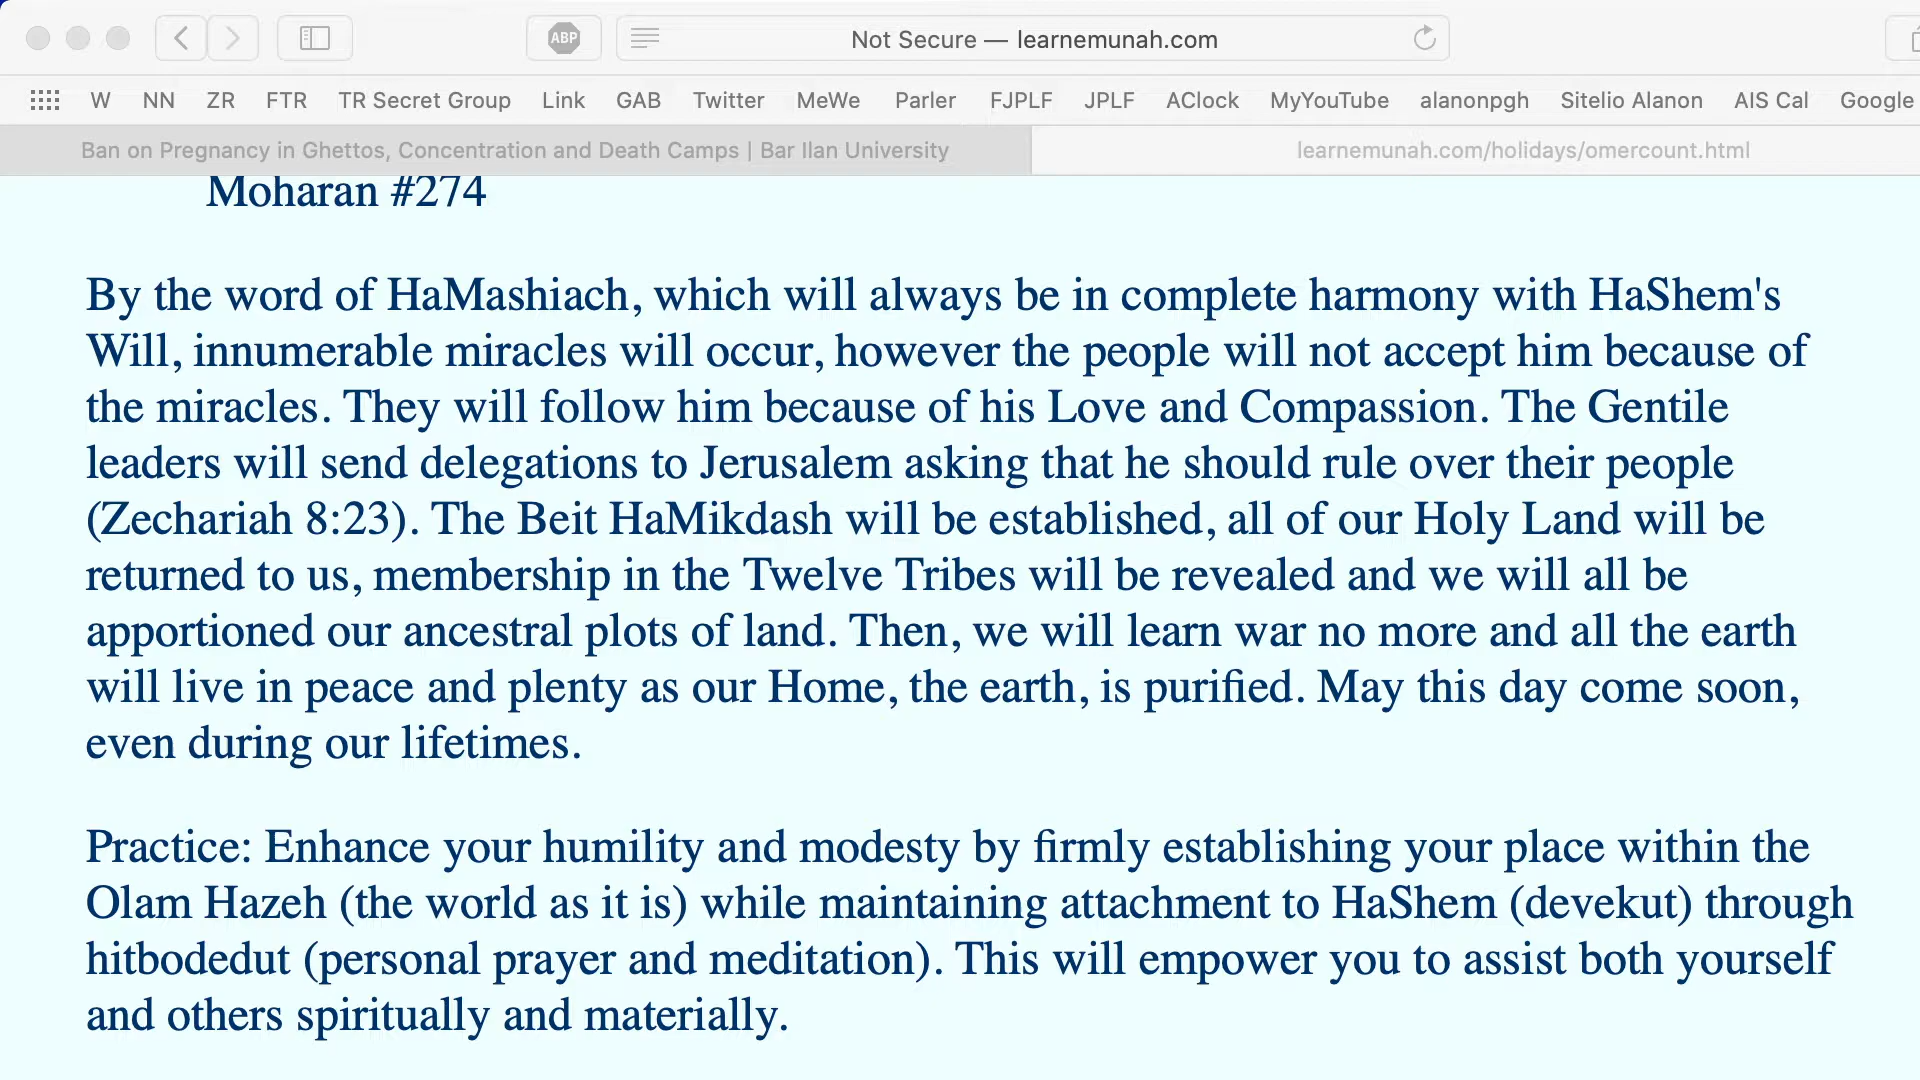 ABP
Not Secure — learnemunah.com
W NN ZR FTR TR Secret Group Link GAB Twitter MeWe Parler FJPLF JPLF AClock MyYouTube alanonpgh Sitelio Alanon AIS Cal Google
Ban on Pregnancy in Ghettos, Concentration and Death Camps | Bar Ilan University
learnemunah.com/holidays/omercount.html
Moharan #274
By the word of HaMashiach, which will always be in complete harmony with HaShem's
Will, innumerable miracles will occur, however the people will not accept him because of
the miracles. They will follow him because of his Love and Compassion. The Gentile
leaders will send delegations to Jerusalem asking that he should rule over their people
(Zechariah 8:23). The Beit HaMikdash will be established, all of our Holy Land will be
returned to us, membership in the Twelve Tribes will be revealed and we will all be
apportioned our ancestral plots of land. Then, we will learn war no more and all the earth
will live in peace and plenty as our Home, the earth, is purified. May this day come soon,
even during our lifetimes.
Practice: Enhance your humility and modesty by firmly establishing your place within the
Olam Hazeh (the world as it is) while maintaining attachment to HaShem (devekut) through
hitbodedut (personal prayer and meditation). This will empower you to assist both yourself
and others spiritually and materially.